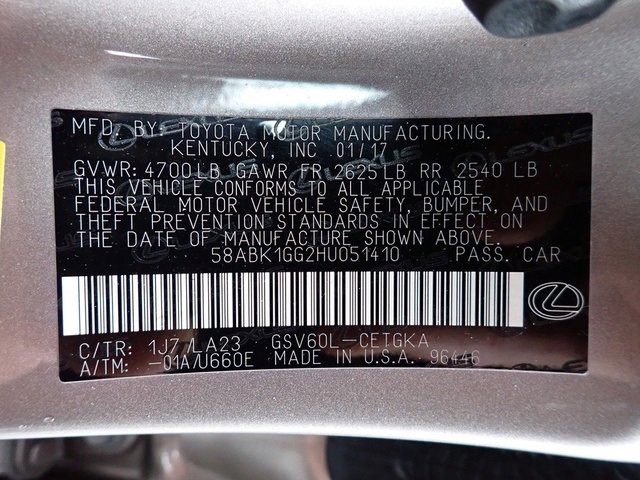 MFD. BY: TOYOTA MOTOR MANUFACTURING.
KENTUCKY, INC 01/17
GVWR: 4700LB GAWR FR 2625LB RR 2540 LB
THIS VEHICLE CONFORMS TO ALL APPLICABLE
FEDERAL MOTOR VEHICLE SAFETY, BUMPER, AND
THEFT PREVENTION STANDARDS IN EFFECT ON
THE DATE OF MANUFACTURE SHOWN ABOVE.
58ABK1GG2HU051410 PASS. CAR
C/TR: 1J7/LA23 GSV60L-CETGKA
A/TM: -01A/U660E MADE IN U.S.A. 96446
LEXUS